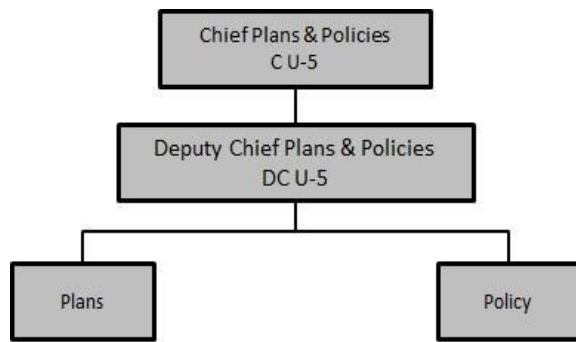 Chief Plans & Policies
C U-5
Deputy Chief Plans & Policies
DC U-5
Plans
Policy